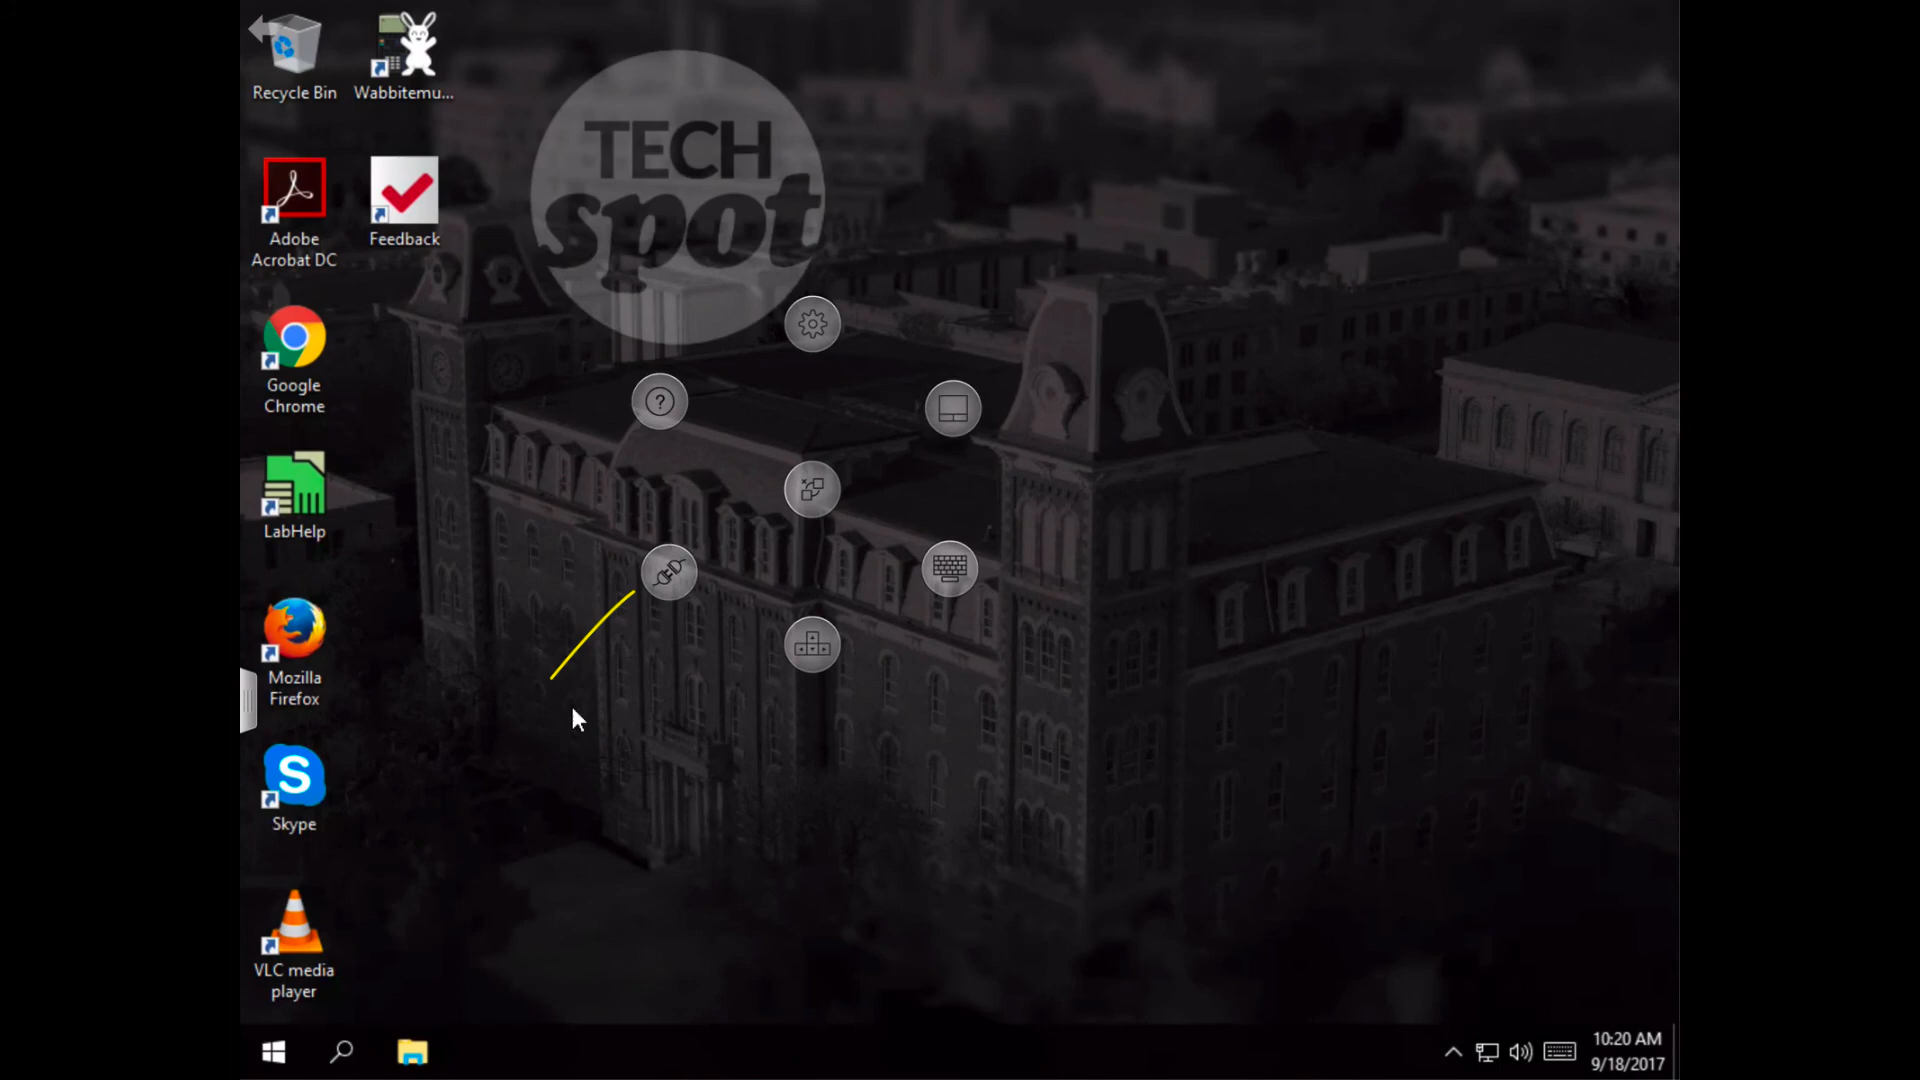 Recycle Bin
Wabbitemu...
TECH
spot
Adobe
Acrobat DC
Feedback
Google
Chrome
?
LabHelp
Mozilla
Firefox
S
Skype
VLC media
player
10:20 AM
9/18/2017